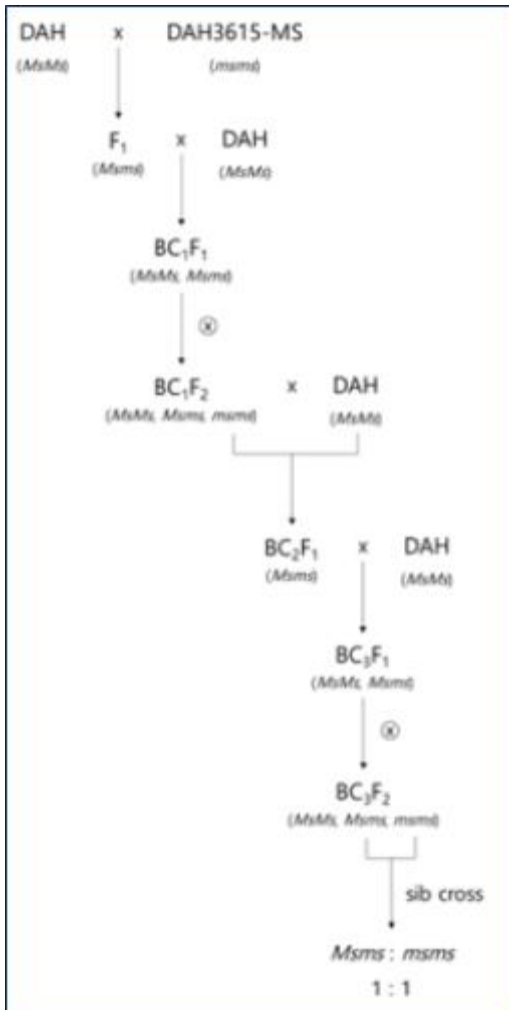 DAH x DAH3615-MS
(MsMs) (msms)
F₁ x DAH
(Msms) (MsMs)
BC₁F₁
(MsMs, Msms)
ⓧ
BC₁F₂ x DAH
(MsMs, Msms, msms) (MsMs)
BC₂F₁ x DAH
(Msms) (MsMs)
BC₃F₁
(MsMs, Msms)
ⓧ
BC₃F₂
(MsMs, Msms, msms)
sib cross
Msms : msms
1 : 1